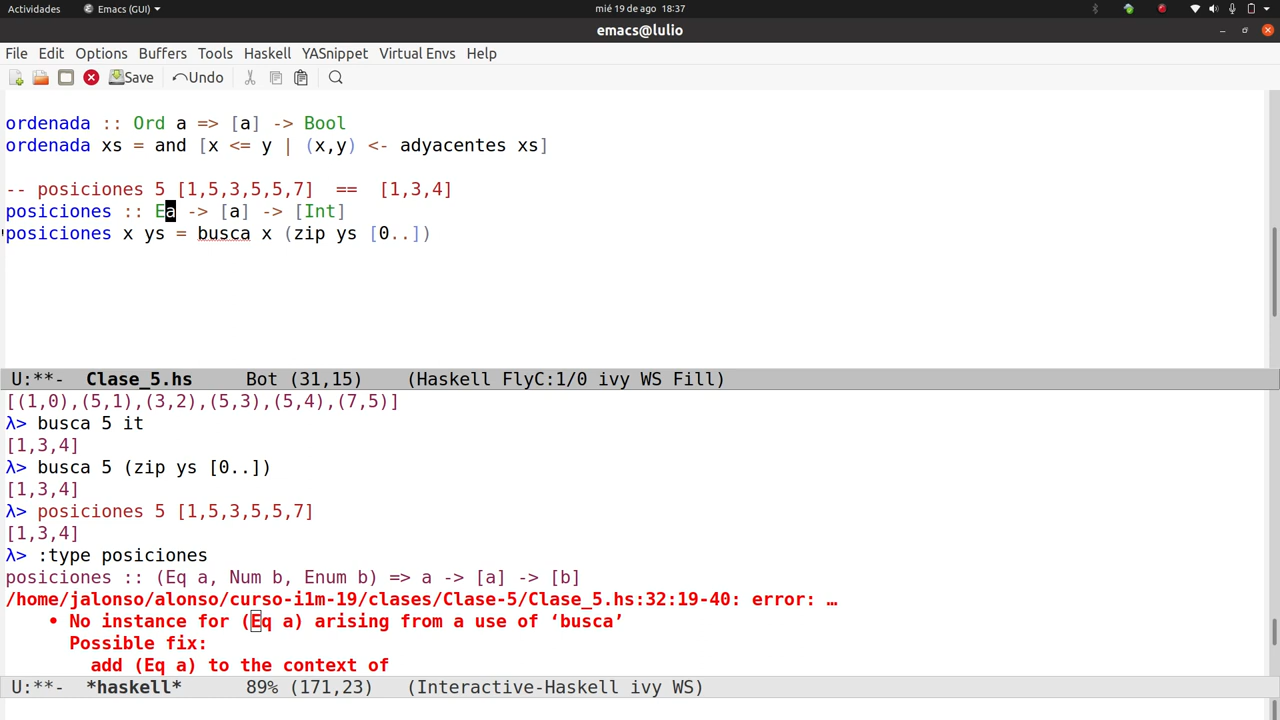 Actividades Emacs (GUI) mié 19 de ago 18:37
emacs@lulio
File Edit Options Buffers Tools Haskell YASnippet Virtual Envs Help
Save Undo
ordenada :: Ord a => [a] -> Bool
ordenada xs = and [x <= y | (x,y) <- adyacentes xs]
-- posiciones 5 [1,5,3,5,5,7] == [1,3,4]
posiciones :: Ea -> [a] -> [Int]
posiciones x ys = busca x (zip ys [0..])
U:**- Clase_5.hs Bot (31,15) (Haskell FlyC:1/0 ivy WS Fill)
[(1,0),(5,1),(3,2),(5,3),(5,4),(7,5)]
λ> busca 5 it
[1,3,4]
λ> busca 5 (zip ys [0..])
[1,3,4]
λ> posiciones 5 [1,5,3,5,5,7]
[1,3,4]
λ> :type posiciones
posiciones :: (Eq a, Num b, Enum b) => a -> [a] -> [b]
/home/jalonso/alonso/curso-i1m-19/clases/Clase-5/Clase_5.hs:32:19-40: error: …
• No instance for (Eq a) arising from a use of ‘busca’
Possible fix:
add (Eq a) to the context of
U:**- *haskell* 89% (171,23) (Interactive-Haskell ivy WS)